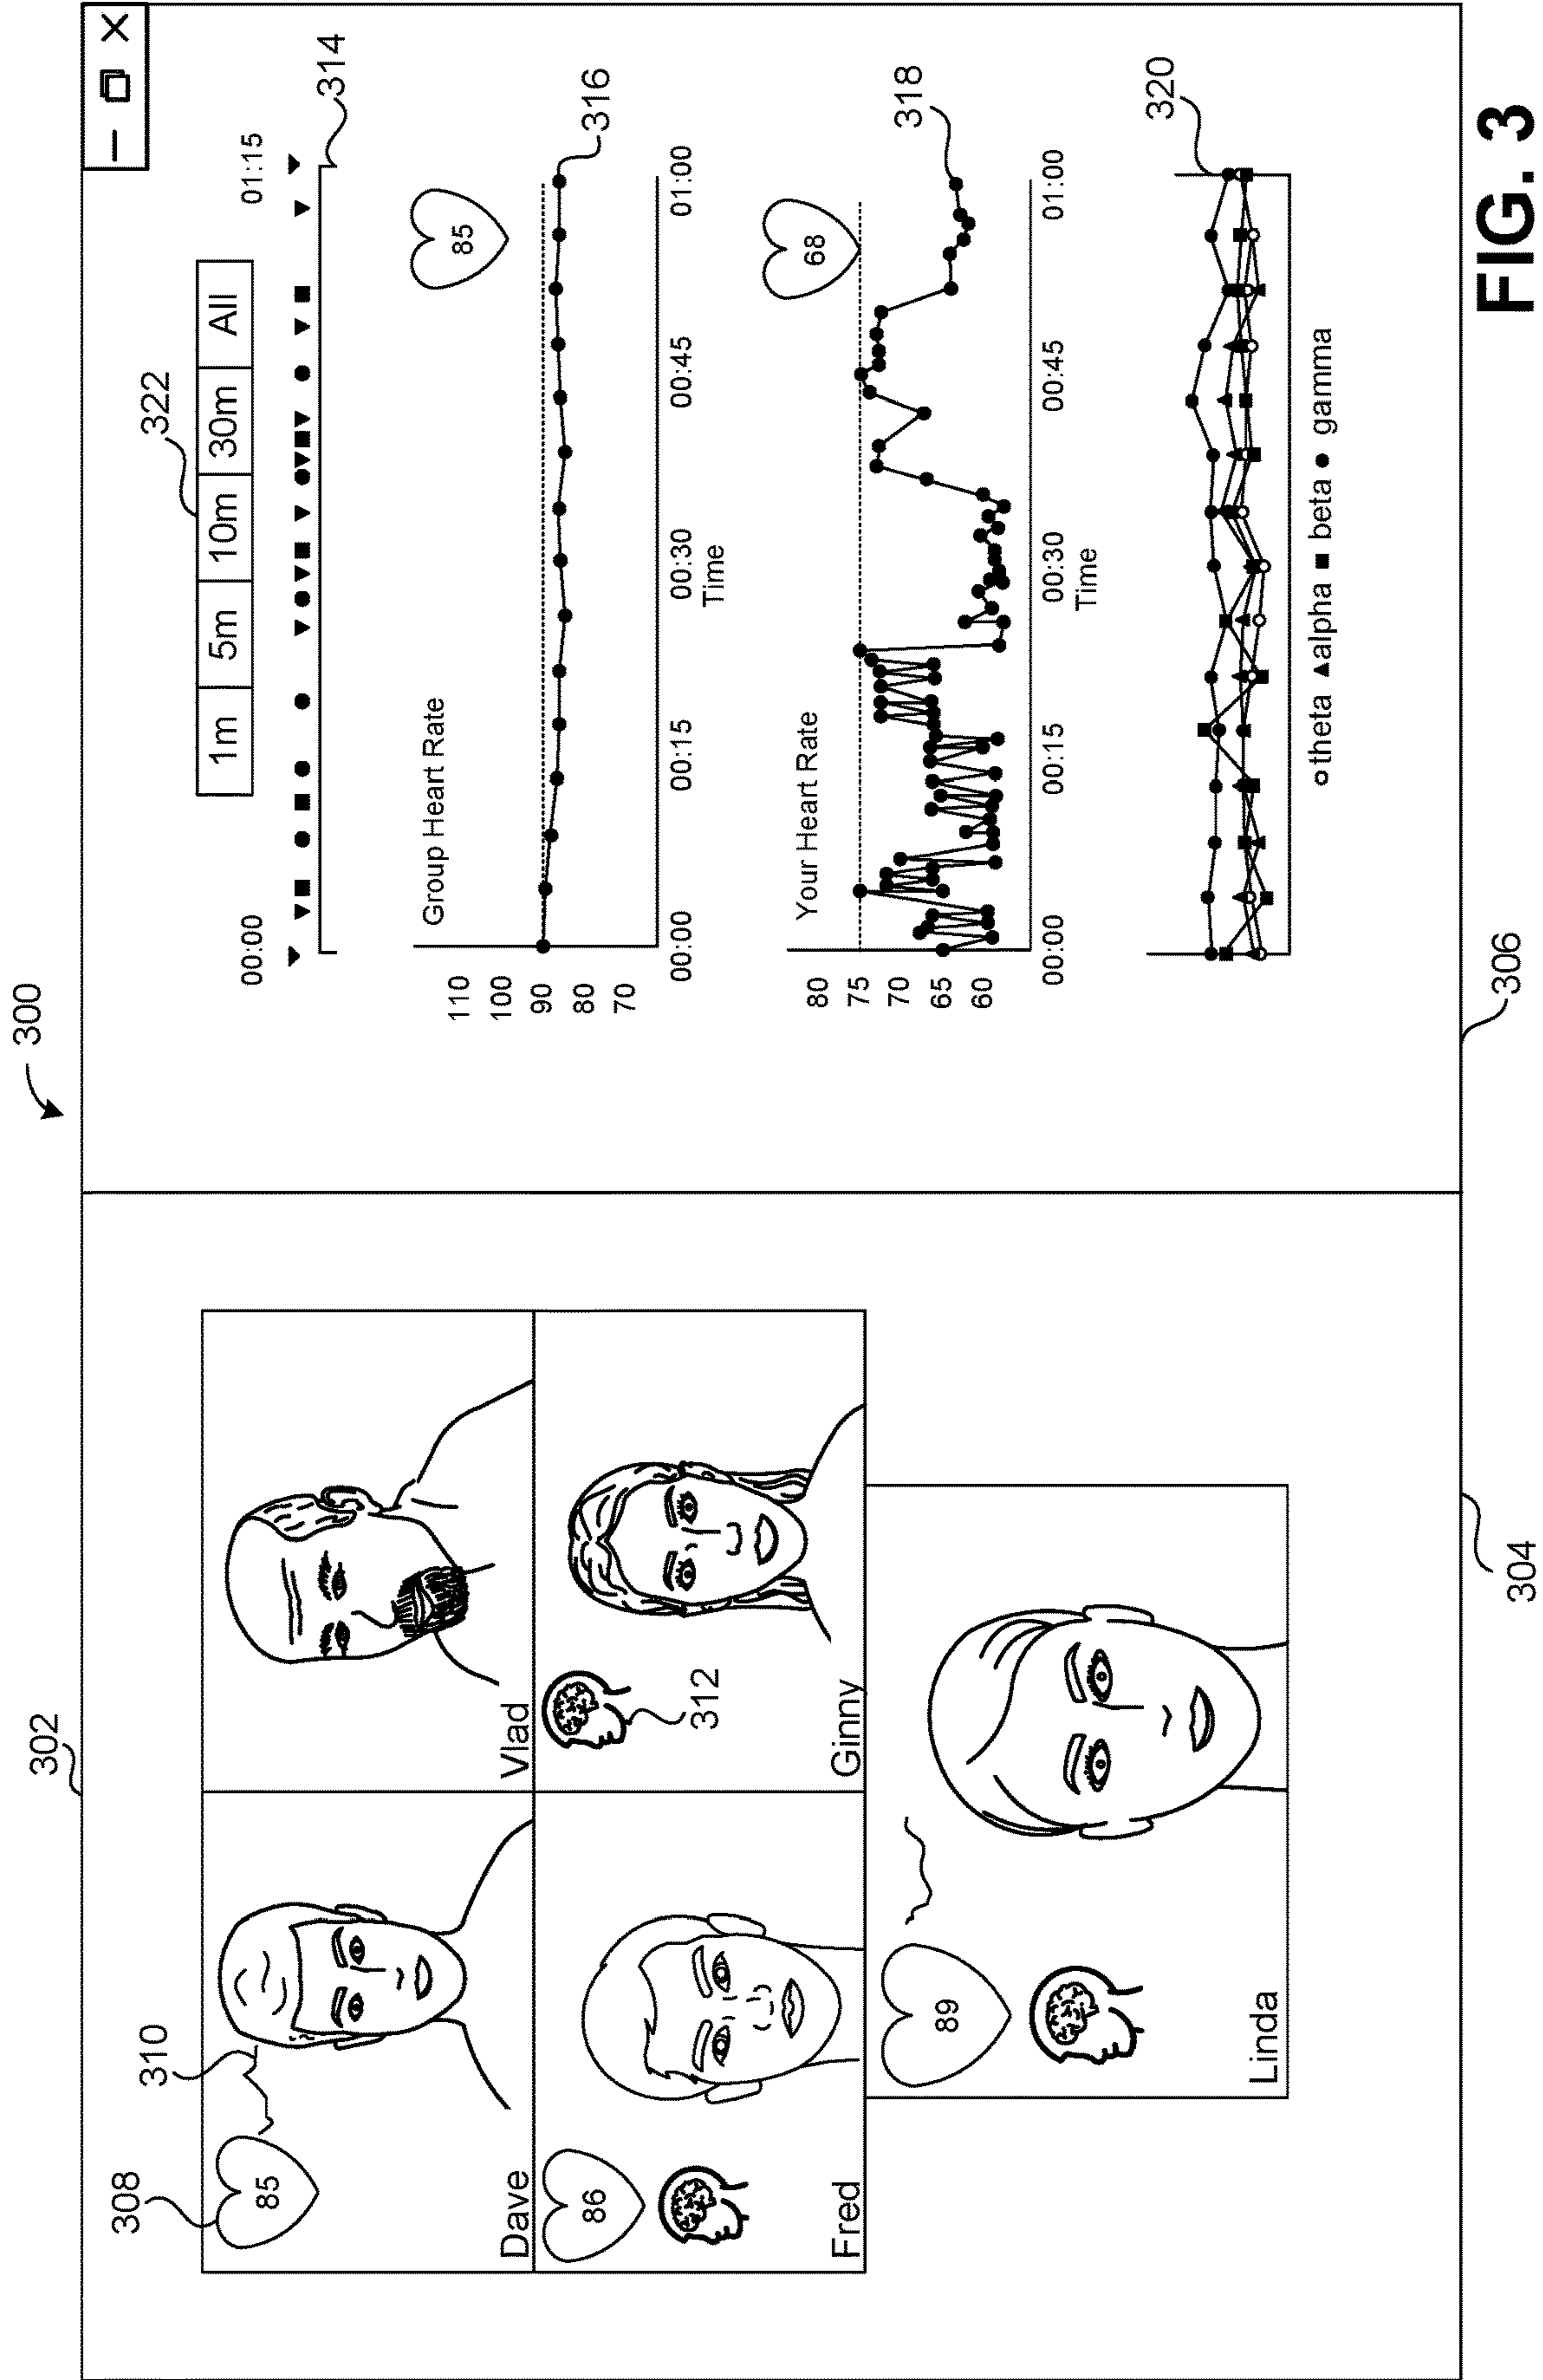 300
302
308
310
85
Dave
Vlad
86
Fred
312
Ginny
89
Linda
304
322
1m 5m 10m 30m All
00:00 01:15
314
Group Heart Rate
85
110
100
90
80
70
316
00:00 00:15 00:30 00:45 01:00
Time
Your Heart Rate
68
318
80
75
70
65
60
00:00 00:15 00:30 00:45 01:00
Time
320
theta alpha beta gamma
306
FIG. 3